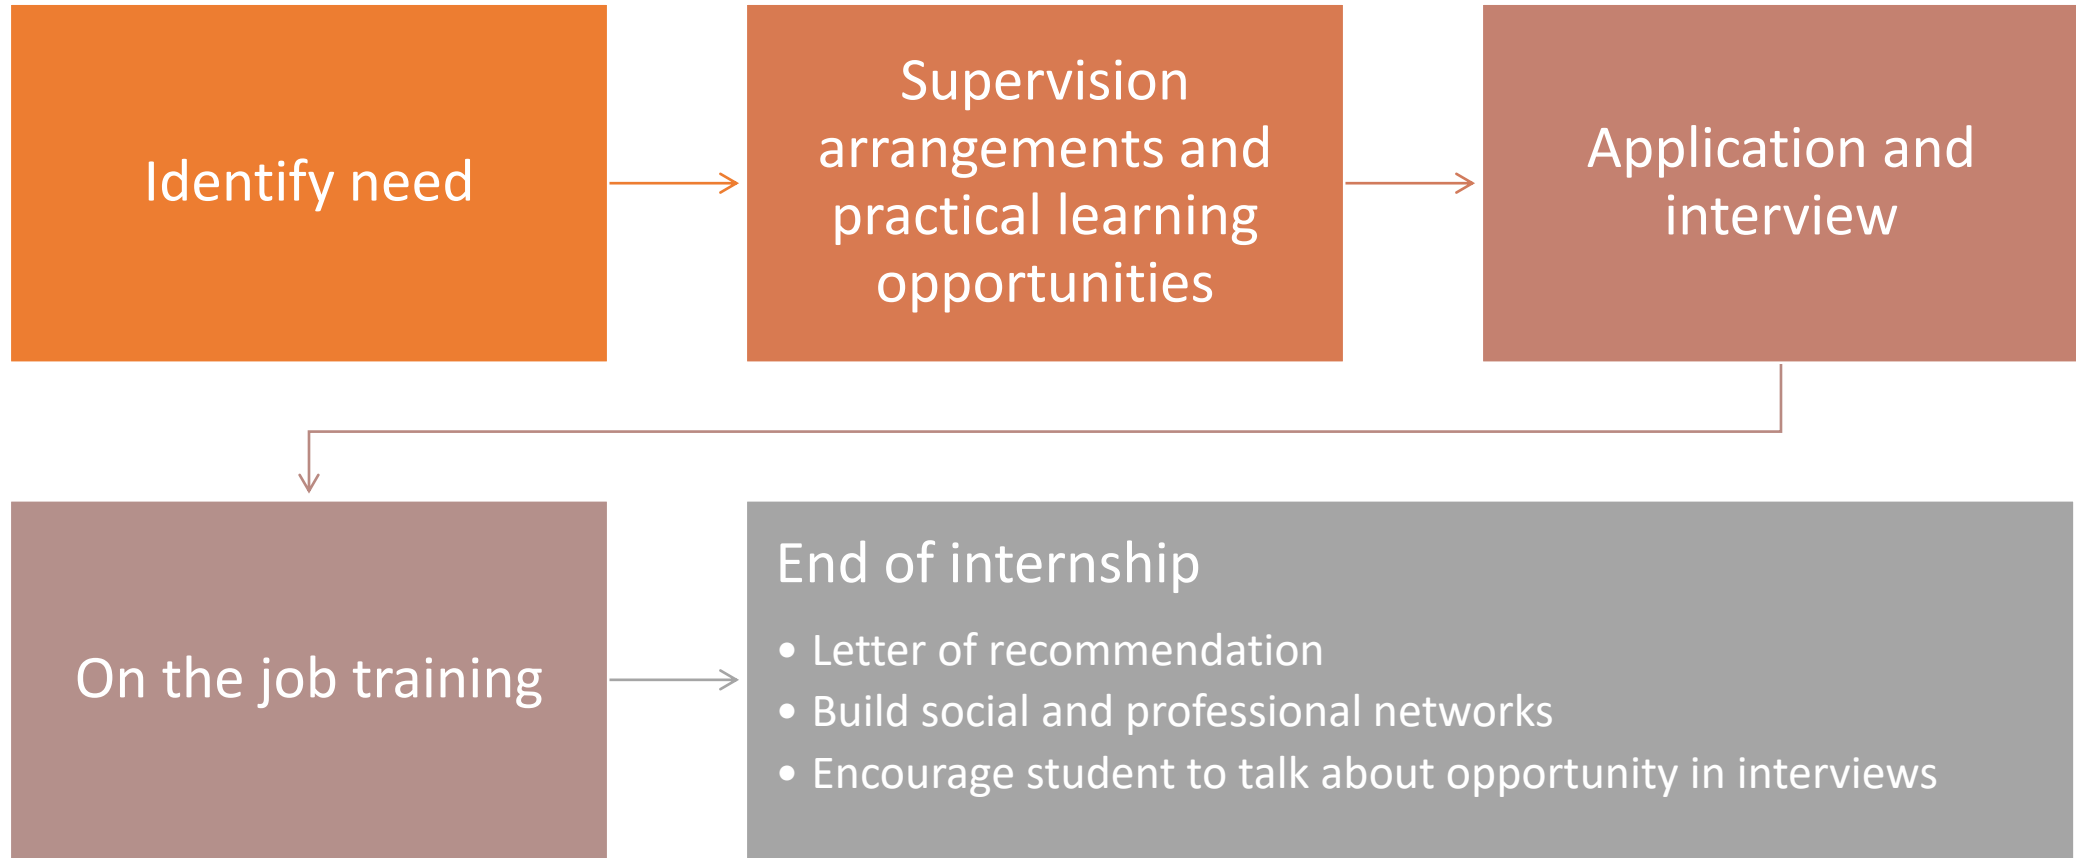 Identify need
Supervision
arrangements and
practical learning
opportunities
Application and
interview
On the job training
End of internship
• Letter of recommendation
• Build social and professional networks
• Encourage student to talk about opportunity in interviews